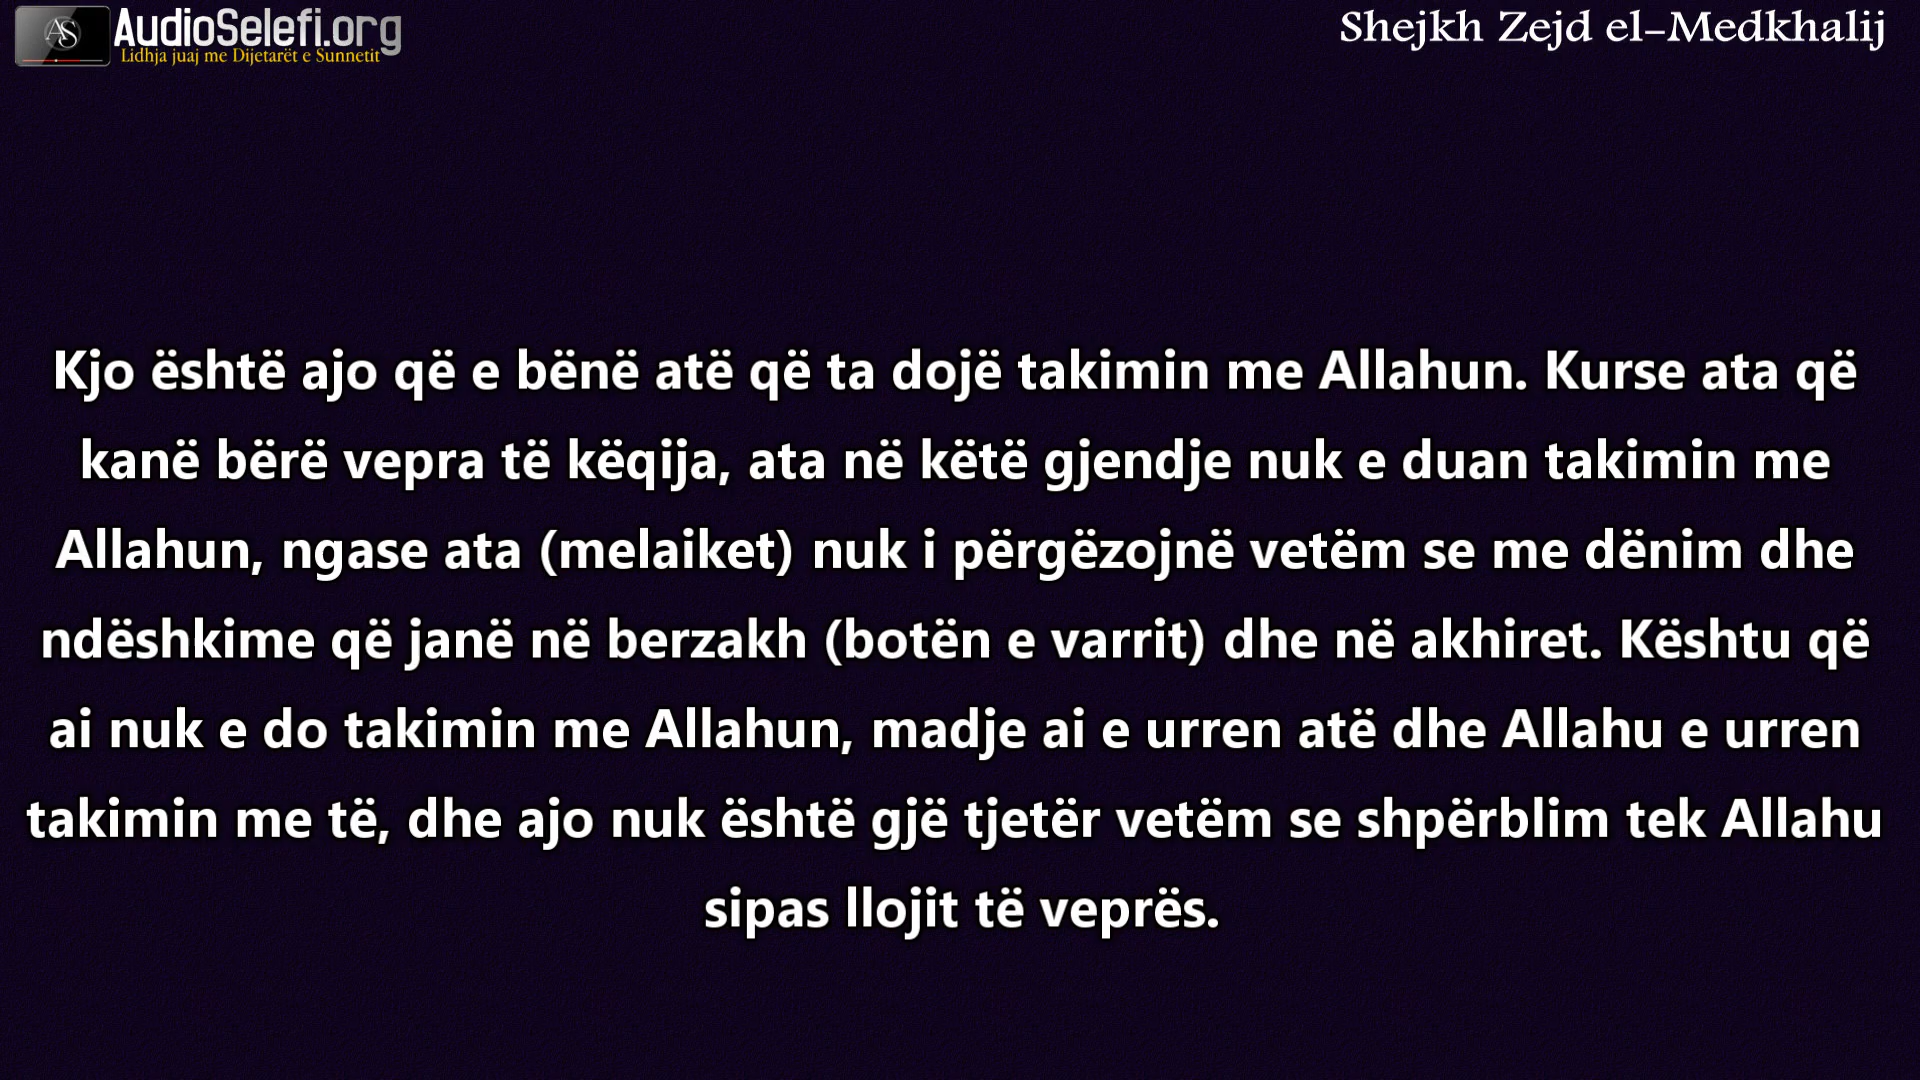 AS AudioSelefi.org
Lidhja juaj me Dijetarët e Sunnetit
Shejkh Zejd el-Medkhalij
Kjo është ajo që e bënë atë që ta dojë takimin me Allahun. Kurse ata që
kanë bërë vepra të këqija, ata në këtë gjendje nuk e duan takimin me
Allahun, ngase ata (melaiket) nuk i përgëzojnë vetëm se me dënim dhe
ndëshkime që janë në berzakh (botën e varrit) dhe në akhiret. Kështu që
ai nuk e do takimin me Allahun, madje ai e urren atë dhe Allahu e urren
takimin me të, dhe ajo nuk është gjë tjetër vetëm se shpërblim tek Allahu
sipas llojit të veprës.